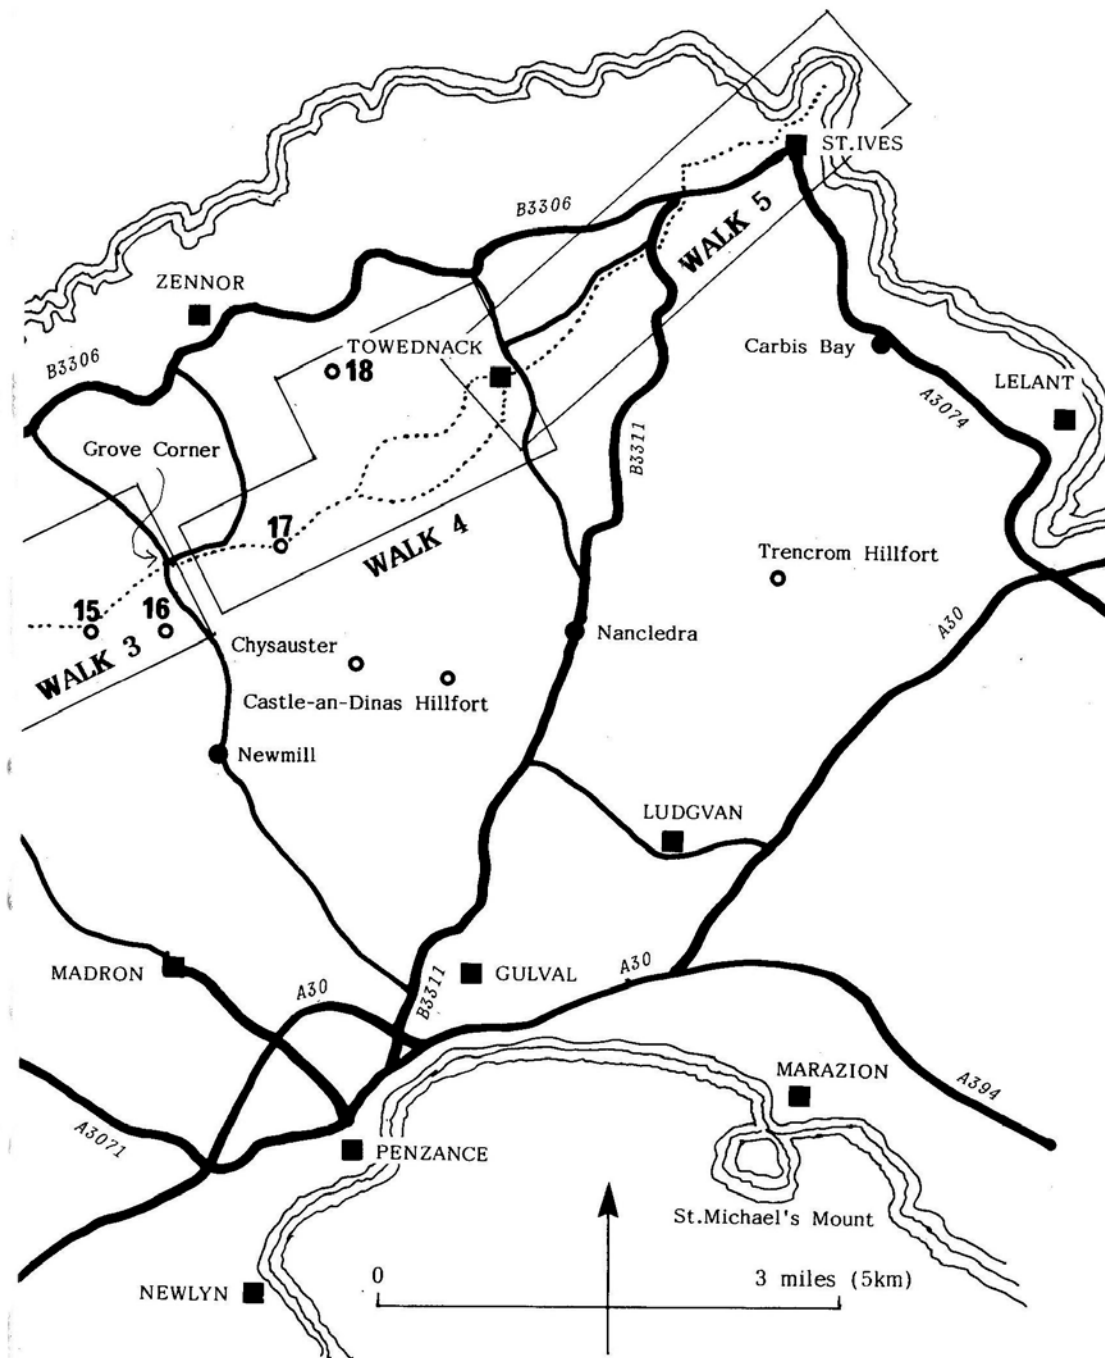 ST.IVES
B3306
WALK 5
ZENNOR
TOWEDNACK
18
Carbis Bay
LELANT
B3306
A3074
Grove Corner
B3311
17
WALK 4
Trencrom Hillfort
15
16
A30
Nancledra
Chysauster
WALK 3
Castle-an-Dinas Hillfort
Newmill
LUDGVAN
MADRON
GULVAL
A30
A30
B3311
MARAZION
A394
A3071
PENZANCE
St.Michael's Mount
0
3 miles (5km)
NEWLYN